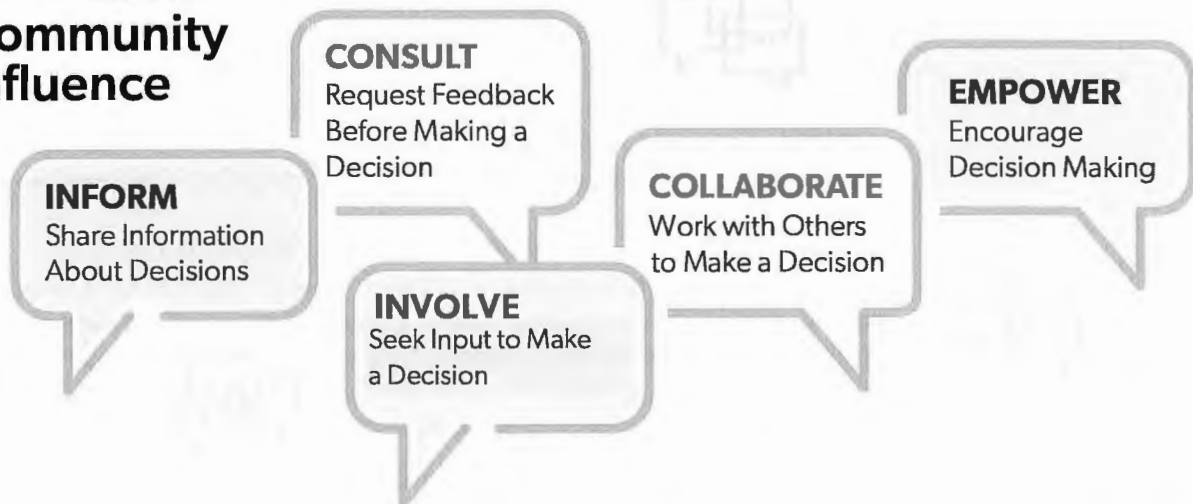 ommunity
fluence
INFORM
Share Information
About Decisions
CONSULT
Request Feedback
Before Making a
Decision
INVOLVE
Seek Input to Make
a Decision
COLLABORATE
Work with Others
to Make a Decision
EMPOWER
Encourage
Decision Making